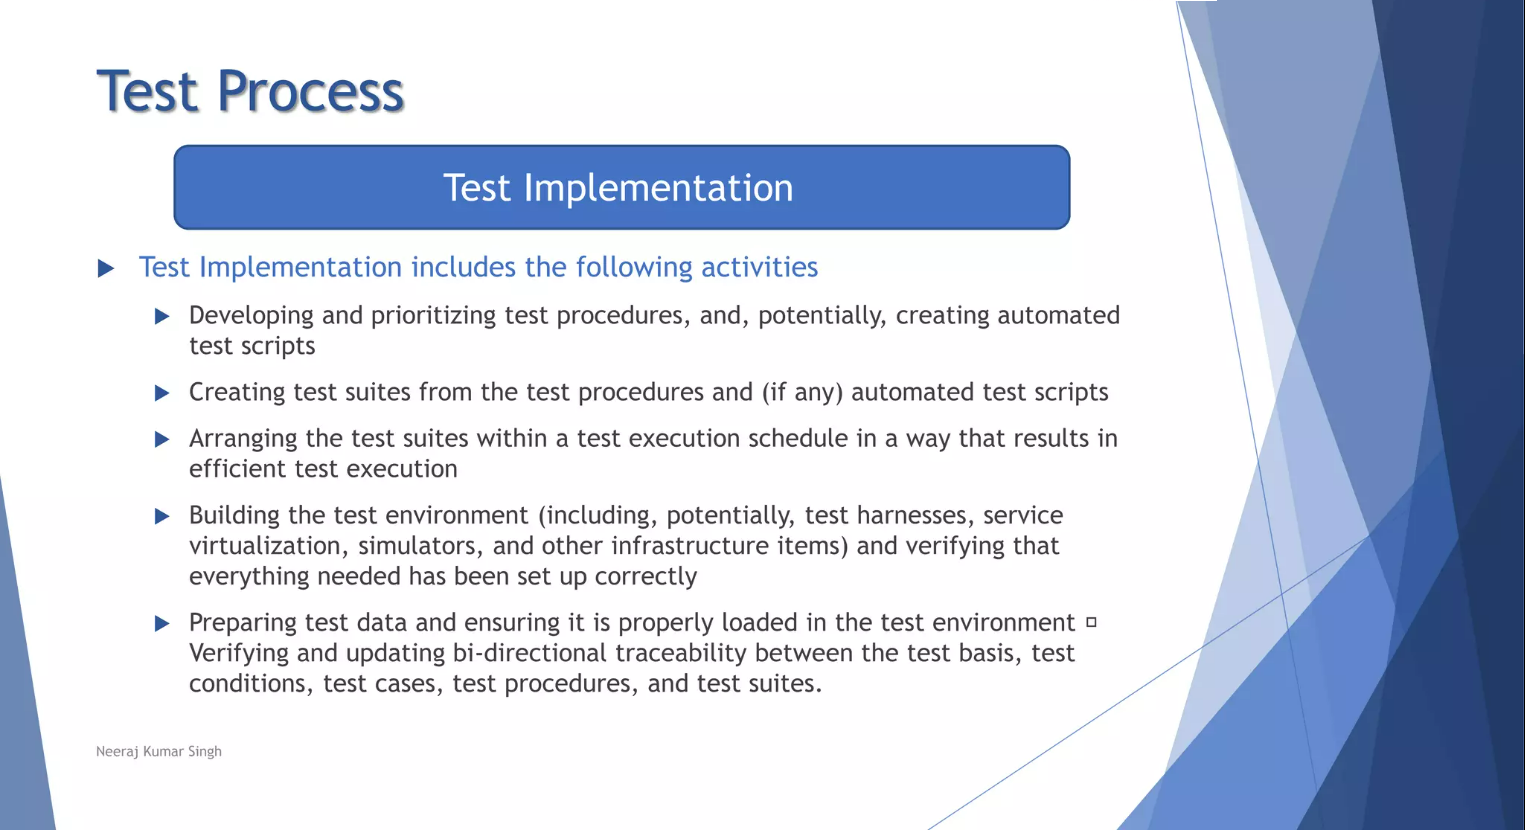 Test Process
Test Implementation
Test Implementation includes the following activities
Developing and prioritizing test procedures, and, potentially, creating automated
test scripts
Creating test suites from the test procedures and (if any) automated test scripts
Arranging the test suites within a test execution schedule in a way that results in
efficient test execution
Building the test environment (including, potentially, test harnesses, service
virtualization, simulators, and other infrastructure items) and verifying that
everything needed has been set up correctly
Preparing test data and ensuring it is properly loaded in the test environment □
Verifying and updating bi-directional traceability between the test basis, test
conditions, test cases, test procedures, and test suites.
Neeraj Kumar Singh